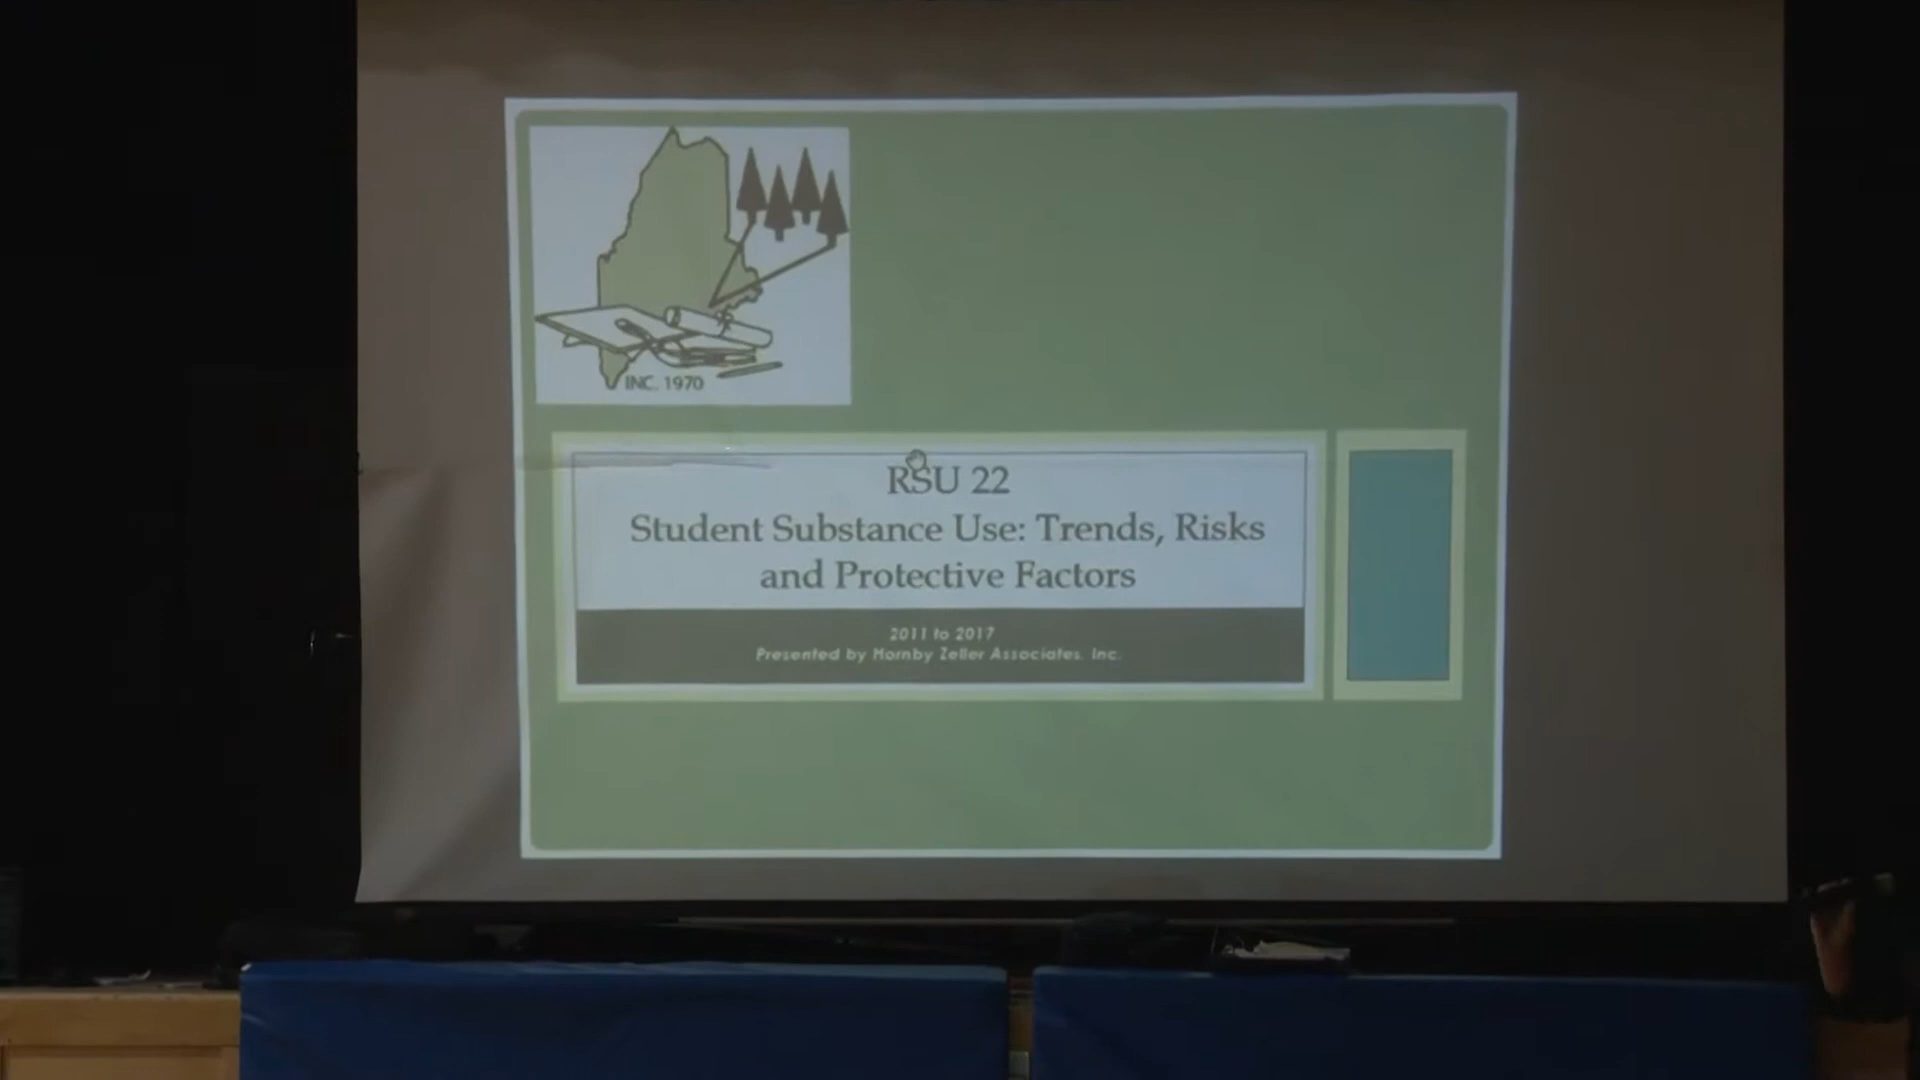 INC. 1970
RSU 22
Student Substance Use: Trends, Risks
and Protective Factors
2011 to 2017
Presented by Hornby Zeller Associates, Inc.